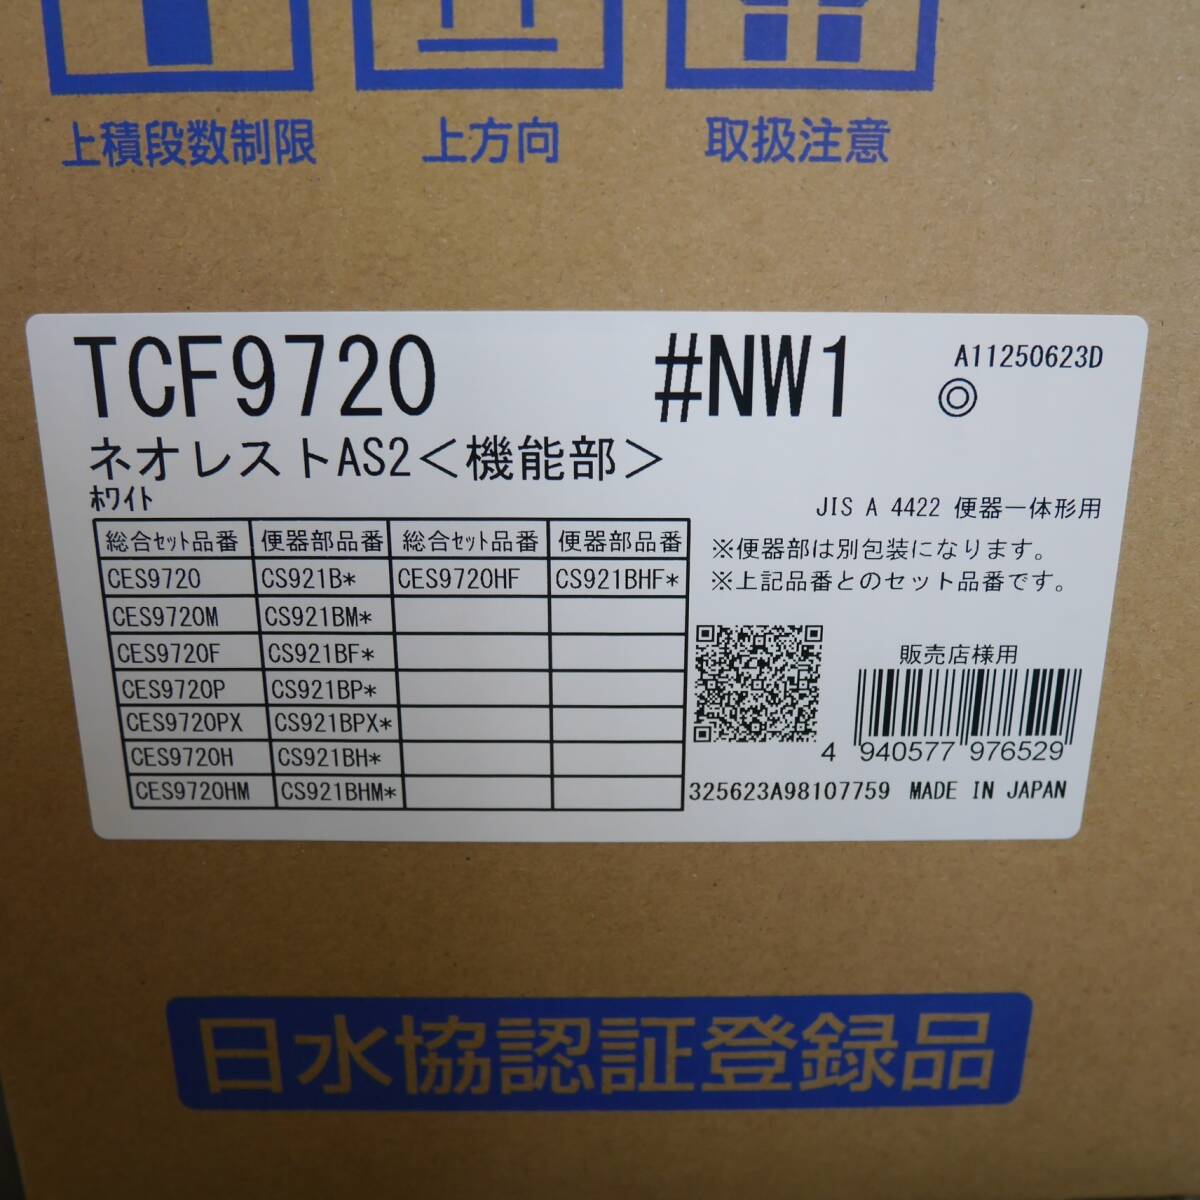 上積段数制限 上方向 取扱注意
TCF9720 #NW1 A11250623D
◎
ネオレストAS2＜機能部＞
ﾎﾜｲﾄ
JIS A 4422 便器一体形用
総合ｾｯﾄ品番 便器部品番 総合ｾｯﾄ品番 便器部品番
CES9720 CS921B* CES9720HF CS921BHF*
CES9720M CS921BM*
CES9720F CS921BF*
CES9720P CS921BP*
CES9720PX CS921BPX*
CES9720H CS921BH*
CES9720HM CS921BHM*
※便器部は別包装になります。
※上記品番とのセット品番です。
販売店様用
4 940577 976529
325623A98107759 MADE IN JAPAN
日水協認証登録品